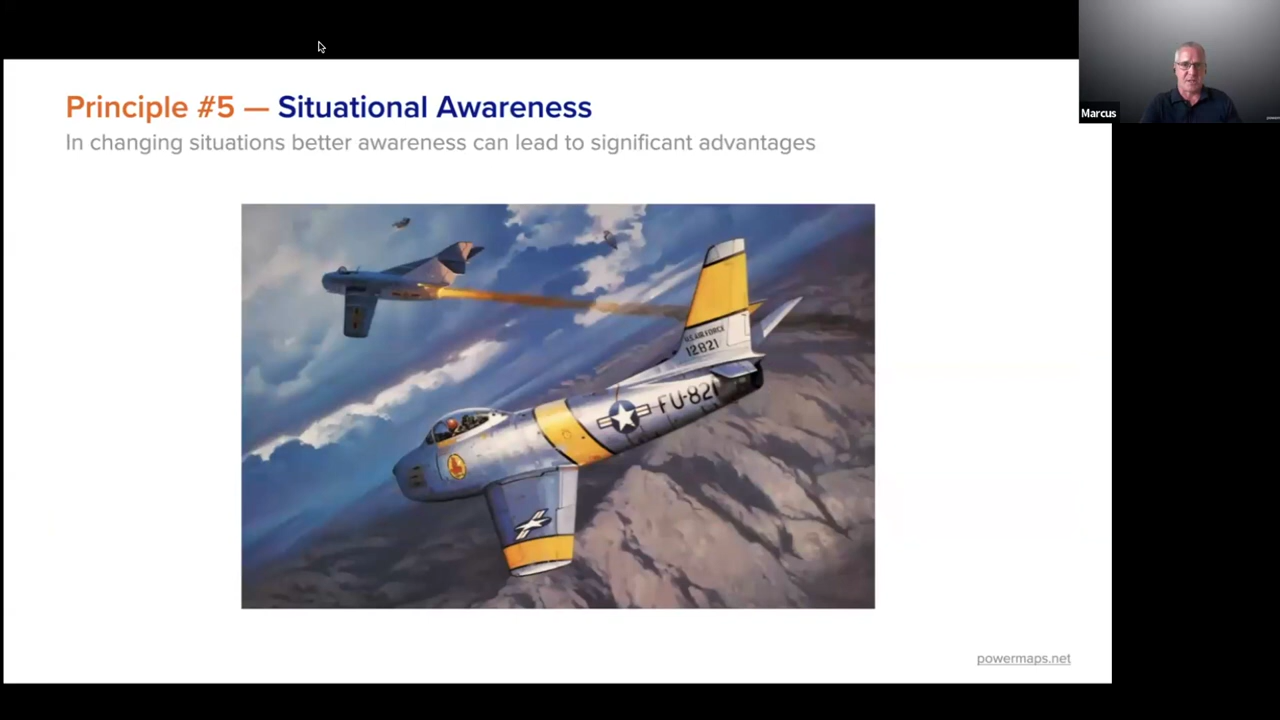 Principle #5 — Situational Awareness
In changing situations better awareness can lead to significant advantages
Marcus
U.S. AIR FORCE
12821
FU-821
powermaps.net